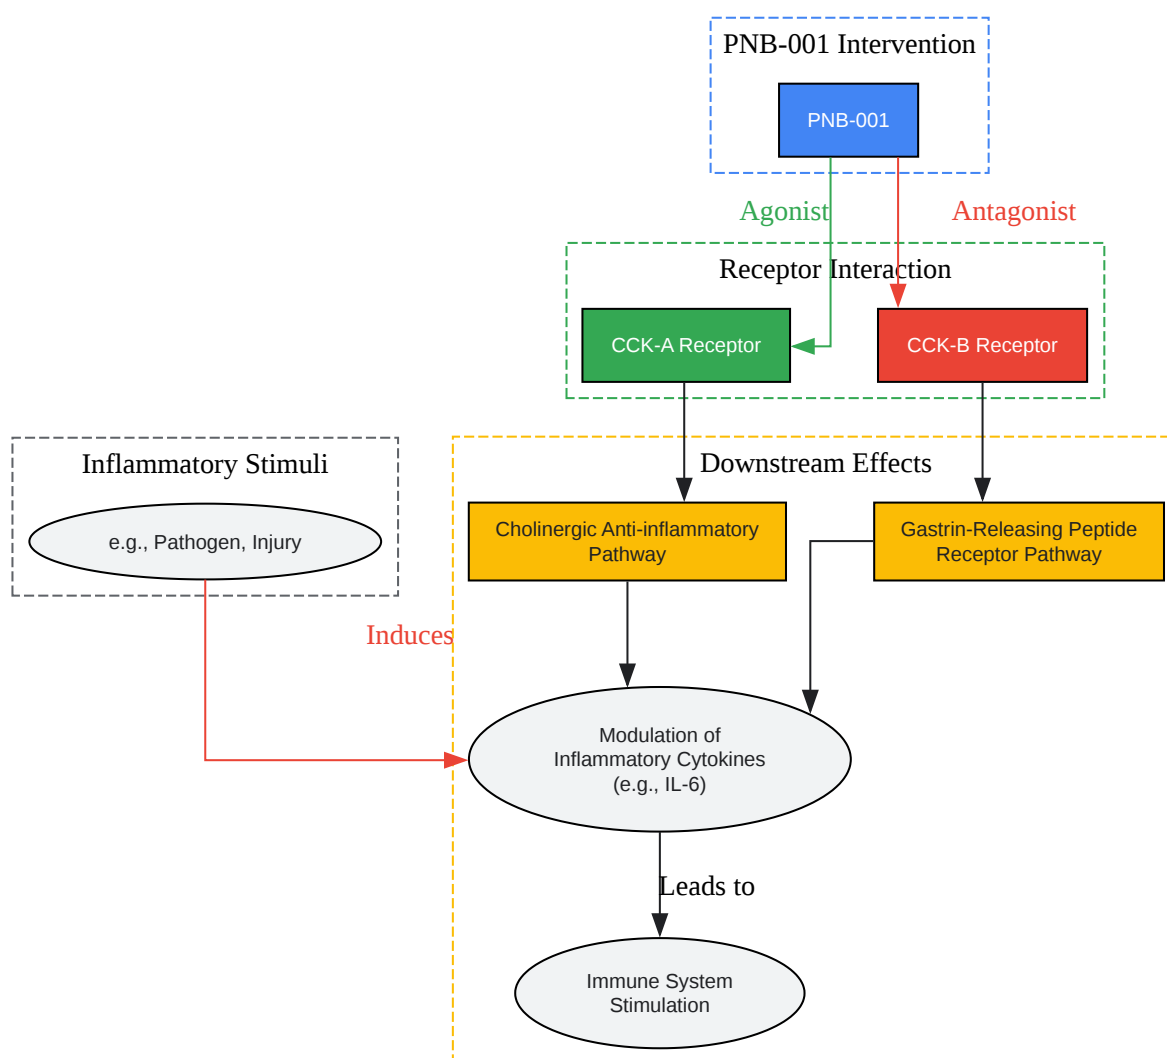 PNB-001 Intervention
PNB-001
Agonist
Antagonist
Receptor Interaction
CCK-A Receptor
CCK-B Receptor
Inflammatory Stimuli
e.g., Pathogen, Injury
Downstream Effects
Cholinergic Anti-inflammatory
Pathway
Gastrin-Releasing Peptide
Receptor Pathway
Induces
Modulation of
Inflammatory Cytokines
(e.g., IL-6)
Leads to
Immune System
Stimulation